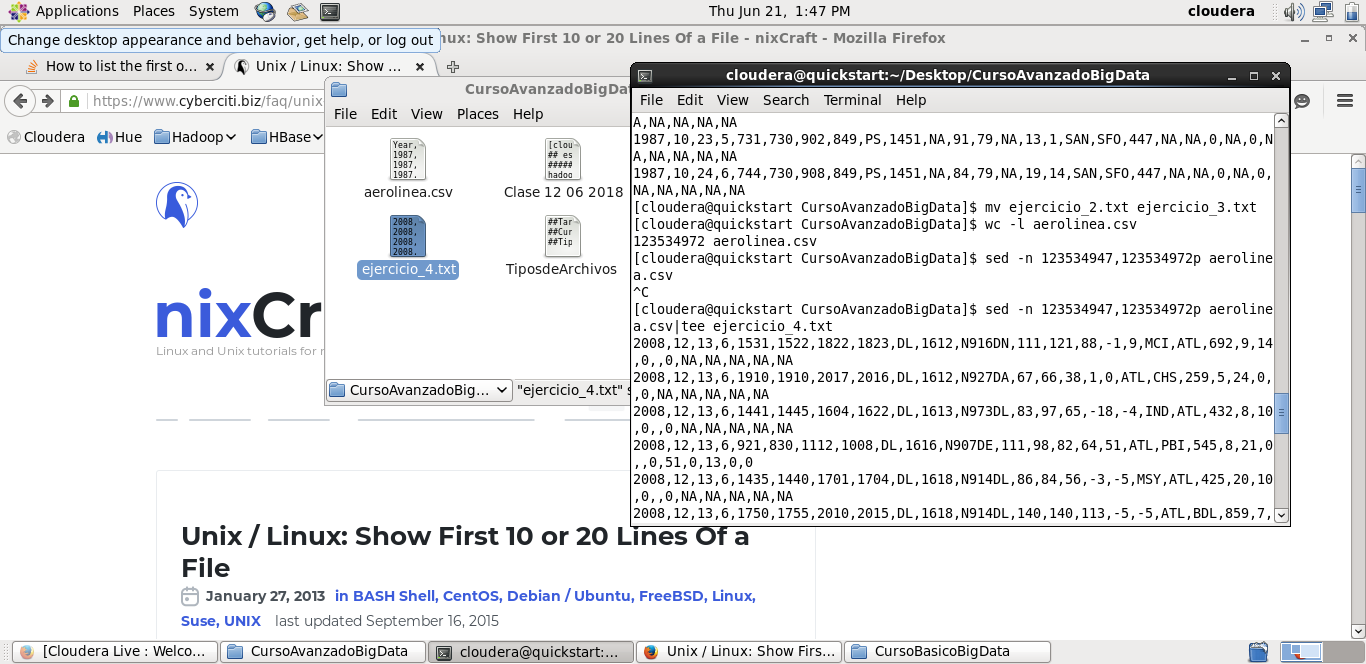 Applications Places System Thu Jun 21, 1:47 PM cloudera
Change desktop appearance and behavior, get help, or log out
nux: Show First 10 or 20 Lines Of a File - nixCraft - Mozilla Firefox
How to list the first o... Unix / Linux: Show ...
https://www.cyberciti.biz/faq/unix
Cloudera Hue Hadoop HBase
nixCr
Linux and Unix tutorials for
Unix / Linux: Show First 10 or 20 Lines Of a
File
January 27, 2013 in BASH Shell, CentOS, Debian / Ubuntu, FreeBSD, Linux,
Suse, UNIX last updated September 16, 2015
CursoAvanzadoBigDat
File Edit View Places Help
Year,
1987,
1987,
1987.
aerolinea.csv
[clou
## es
#####
hadoo
Clase 12 06 2018
2008,
2008,
2008,
2008.
ejercicio_4.txt
##Tar
##Cur
##Tip
TiposdeArchivos
CursoAvanzadoBig... "ejercicio_4.txt" s
cloudera@quickstart:~/Desktop/CursoAvanzadoBigData
File Edit View Search Terminal Help
A,NA,NA,NA,NA
1987,10,23,5,731,730,902,849,PS,1451,NA,91,79,NA,13,1,SAN,SFO,447,NA,NA,0,NA,0,N
A,NA,NA,NA,NA
1987,10,24,6,744,730,908,849,PS,1451,NA,84,79,NA,19,14,SAN,SFO,447,NA,NA,0,NA,0,
NA,NA,NA,NA,NA
[cloudera@quickstart CursoAvanzadoBigData]$ mv ejercicio_2.txt ejercicio_3.txt
[cloudera@quickstart CursoAvanzadoBigData]$ wc -l aerolinea.csv
123534972 aerolinea.csv
[cloudera@quickstart CursoAvanzadoBigData]$ sed -n 123534947,123534972p aeroline
a.csv
^C
[cloudera@quickstart CursoAvanzadoBigData]$ sed -n 123534947,123534972p aeroline
a.csv|tee ejercicio_4.txt
2008,12,13,6,1531,1522,1822,1823,DL,1612,N916DN,111,121,88,-1,9,MCI,ATL,692,9,14
,0,,0,NA,NA,NA,NA,NA
2008,12,13,6,1910,1910,2017,2016,DL,1612,N927DA,67,66,38,1,0,ATL,CHS,259,5,24,0,
,0,NA,NA,NA,NA,NA
2008,12,13,6,1441,1445,1604,1622,DL,1613,N973DL,83,97,65,-18,-4,IND,ATL,432,8,10
,0,,0,NA,NA,NA,NA,NA
2008,12,13,6,921,830,1112,1008,DL,1616,N907DE,111,98,82,64,51,ATL,PBI,545,8,21,0
,,0,51,0,13,0,0
2008,12,13,6,1435,1440,1701,1704,DL,1618,N914DL,86,84,56,-3,-5,MSY,ATL,425,20,10
,0,,0,NA,NA,NA,NA,NA
2008,12,13,6,1750,1755,2010,2015,DL,1618,N914DL,140,140,113,-5,-5,ATL,BDL,859,7,
[Cloudera Live : Welco... CursoAvanzadoBigData cloudera@quickstart:... Unix / Linux: Show Firs... CursoBasicoBigData